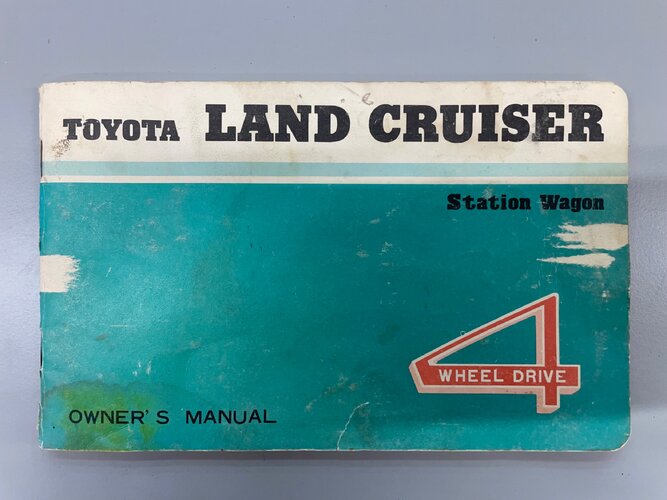 TOYOTA LAND CRUISER
Station Wagon
4
WHEEL DRIVE
OWNER'S MANUAL